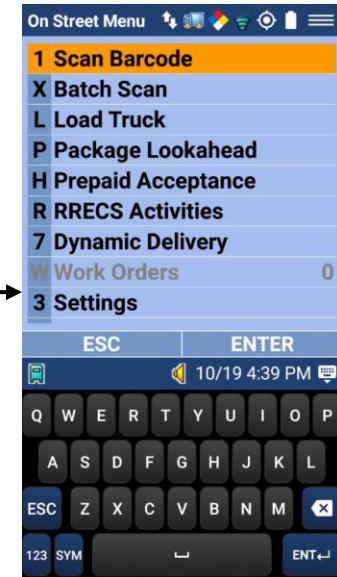 On Street Menu
1 Scan Barcode
X Batch Scan
L Load Truck
P Package Lookahead
H Prepaid Acceptance
R RRECS Activities
7 Dynamic Delivery
W Work Orders 0
3 Settings
ESC ENTER
10/19 4:39 PM
Q W E R T Y U I O P
A S D F G H J K L
ESC Z X C V B N M
123 SYM ENT